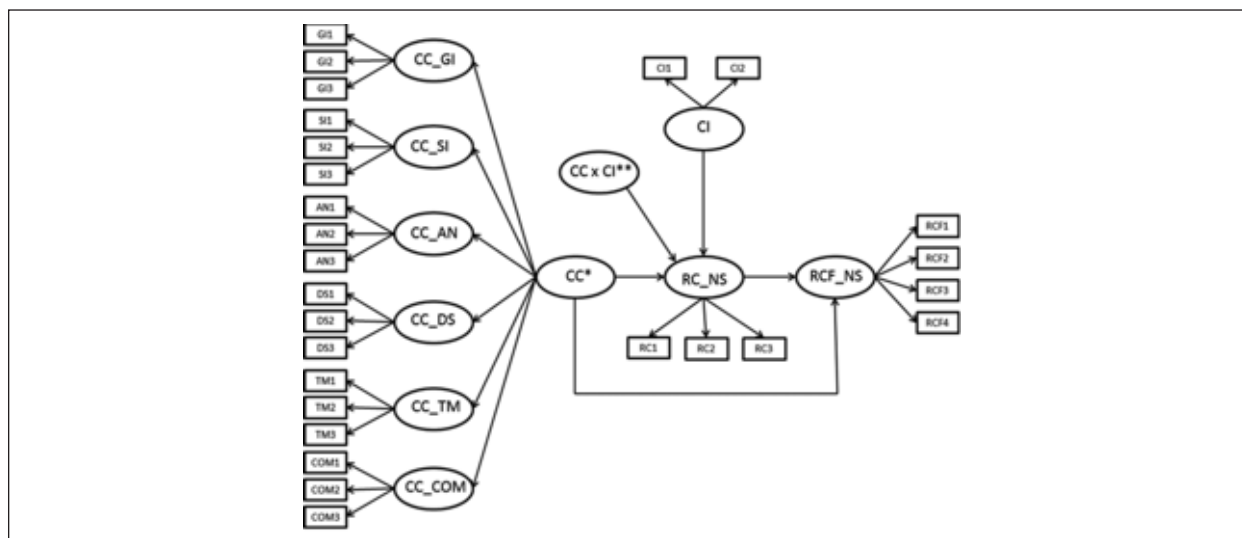 GI1
GI2
GI3
CC_GI
SI1
SI2
SI3
CC_SI
AN1
AN2
AN3
CC_AN
DS1
DS2
DS3
CC_DS
TM1
TM2
TM3
CC_TM
COM1
COM2
COM3
CC_COM
CI1
CI2
CI
CC x CI**
CC*
RC_NS
RC1
RC2
RC3
RCF_NS
RCF1
RCF2
RCF3
RCF4